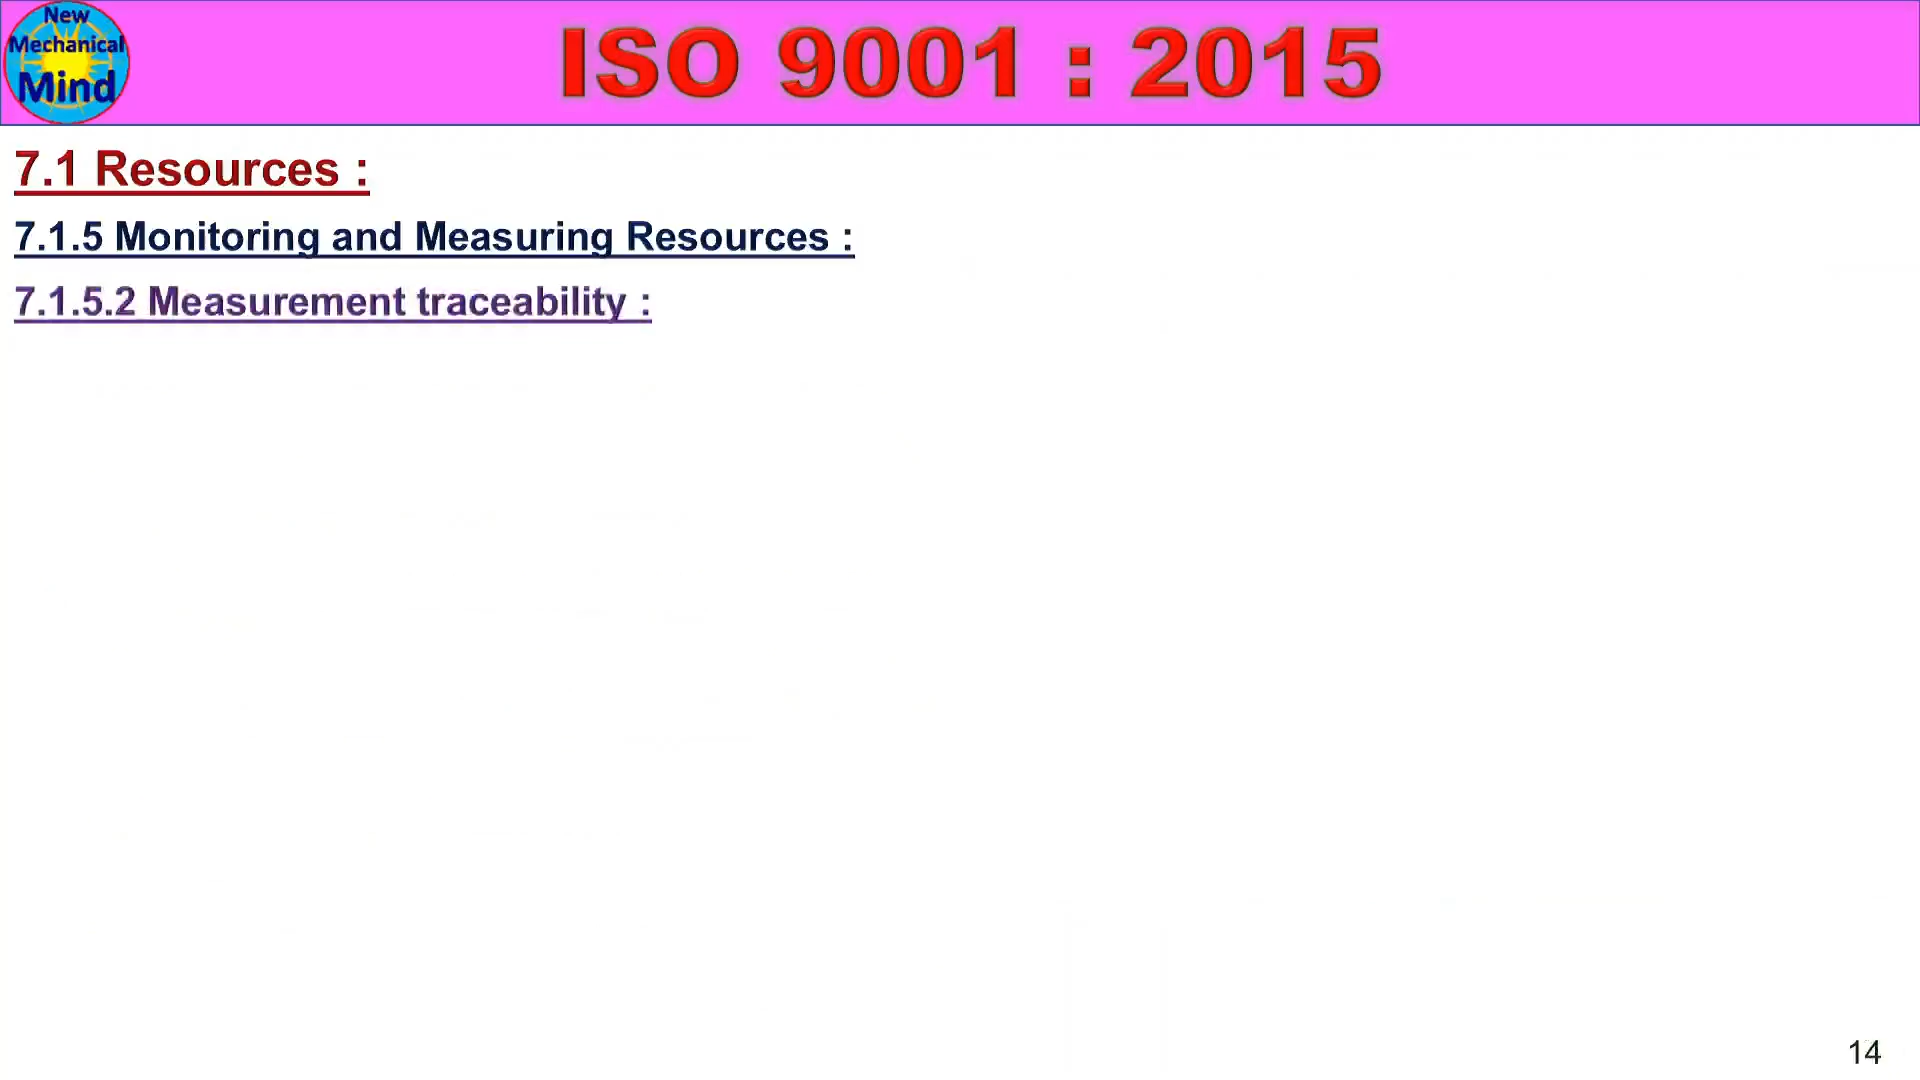 New
Mechanical
Mind
ISO 9001 : 2015
7.1 Resources :
7.1.5 Monitoring and Measuring Resources :
7.1.5.2 Measurement traceability :
14